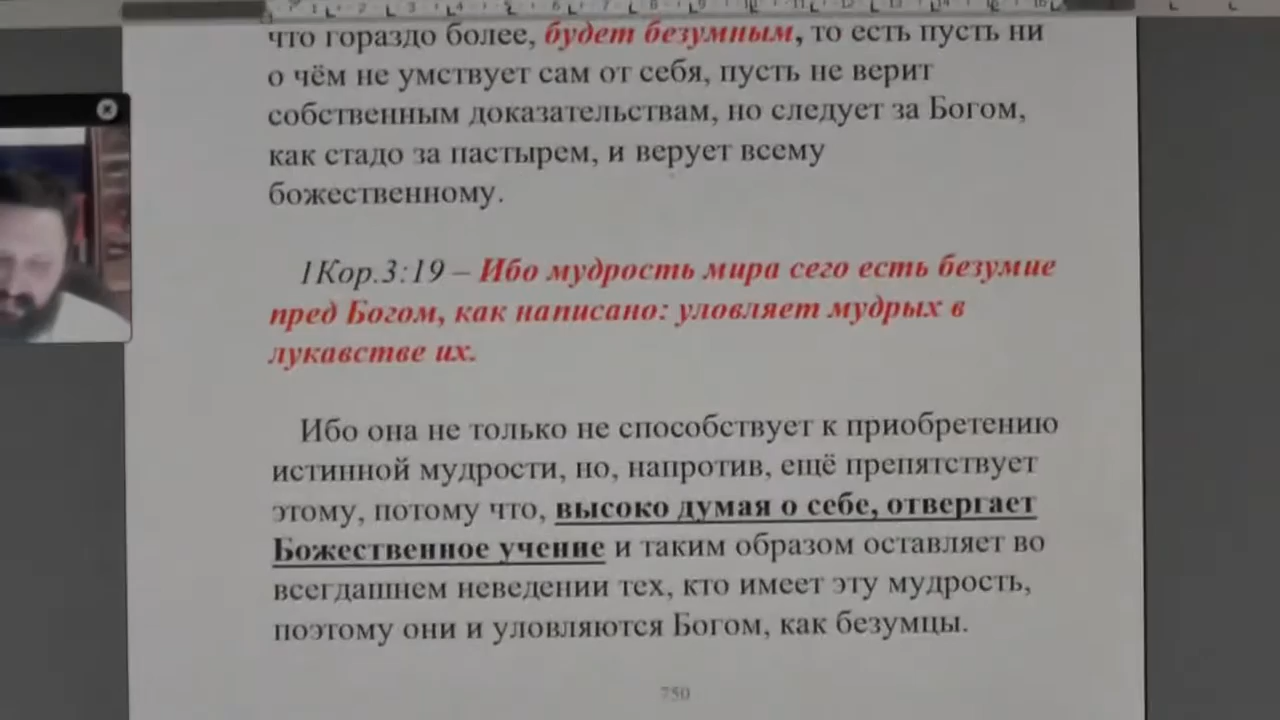 что гораздо более, будет безумным, то есть пусть ни
о чём не умствует сам от себя, пусть не верит
собственным доказательствам, но следует за Богом,
как стадо за пастырем, и верует всему
божественному.
1Кор.3:19 – Ибо мудрость мира сего есть безумие
пред Богом, как написано: уловляет мудрых в
лукавстве их.
Ибо она не только не способствует к приобретению
истинной мудрости, но, напротив, ещё препятствует
этому, потому что, высоко думая о себе, отвергает
Божественное учение и таким образом оставляет во
всегдашнем неведении тех, кто имеет эту мудрость,
поэтому они и уловляются Богом, как безумцы.
750